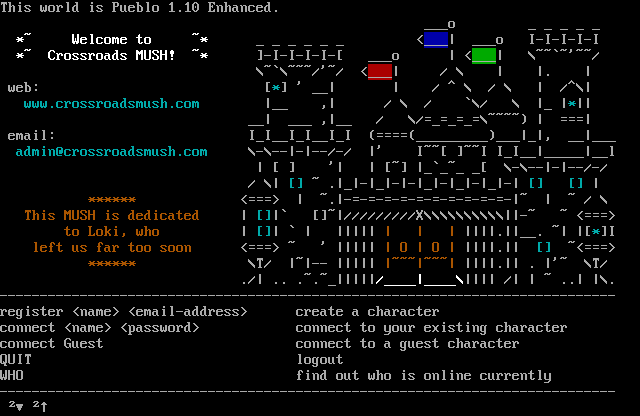 This world is Pueblo 1.10 Enhanced.
*~ Welcome to ~*
*~ Crossroads MUSH! ~*
web:
www.crossroadsmush.com
email:
admin@crossroadsmush.com
******
This MUSH is dedicated
to Loki, who
left us far too soon
******
register <name> <email-address> create a character
connect <name> <password> connect to your existing character
connect Guest connect to a guest character
QUIT logout
WHO find out who is online currently